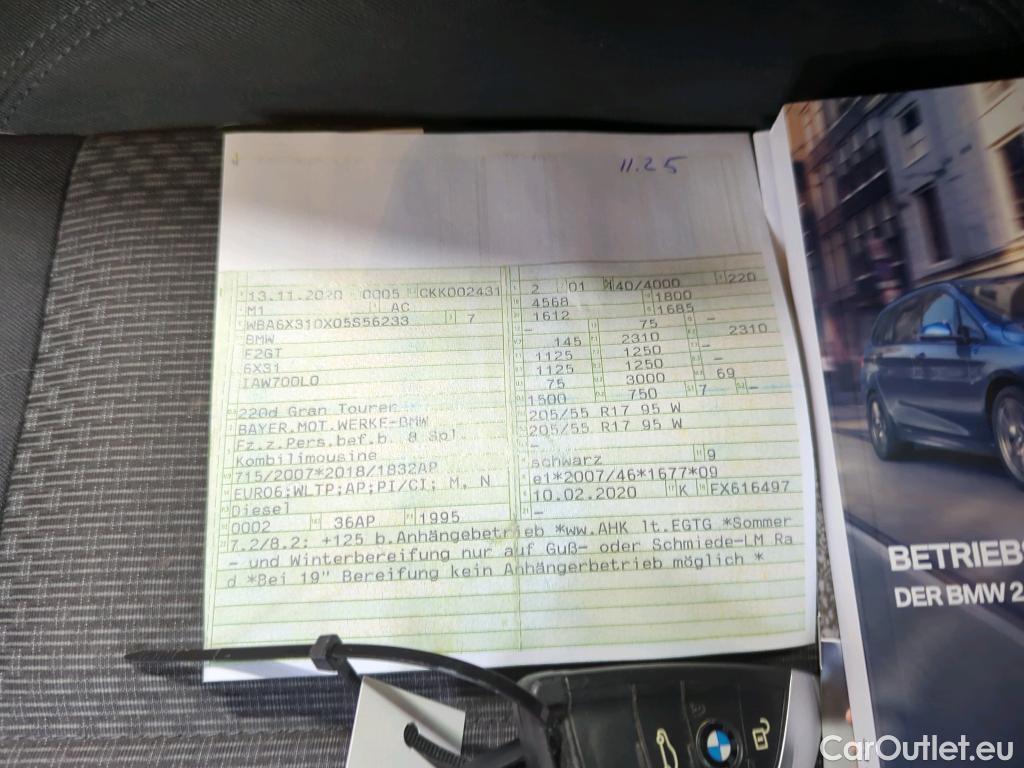 11.25
13.11.2020 0005 CKK002431
M1 AC
WBA6X310X05S56233 7
BMW
F2GT
6X31
IAW700L0
220d Gran Tourer
BAYER.MOT.WERKE-BMW
Fz.z.Pers.bef.b. 8 Spl.
Kombilimousine
715/2007*2018/1832AP
EURO6;WLTP;AP;PI/CI; M, N
Diesel
0002 36AP 1995
2 01 140/4000 220
4568 1800
1612 1685
– 75 –
145 2310 2310
1125 1250 –
1125 1250
75 3000 69
1500 750 7 –
205/55 R17 95 W
205/55 R17 95 W
–
schwarz 9
e1*2007/46*1677*09
10.02.2020 K FX616497
–
7.2/8.2: +125 b.Anhängebetrieb *ww.AHK lt.EGTG *Sommer
- und Winterbereifung nur auf Guß- oder Schmiede-LM Ra
d *Bei 19" Bereifung kein Anhängerbetrieb möglich *
BETRIEBS
DER BMW 2
CarOutlet.eu